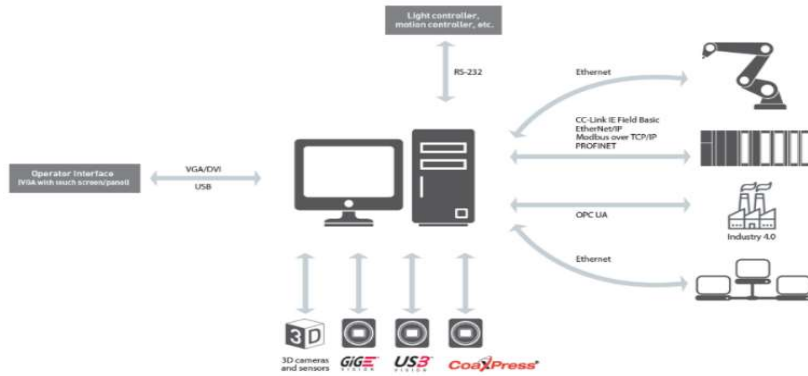 Light controller,
motion controller, etc.
RS-232
Ethernet
CC-Link IE Field Basic
EtherNet/IP
Modbus over TCP/IP
PROFINET
Operator Interface
(VGA with touch screen/panel)
VGA/DVI
USB
OPC UA
Industry 4.0
Ethernet
3D
3D cameras
and sensors
GiGE
VISION
USB3
VISION
CoaXPress